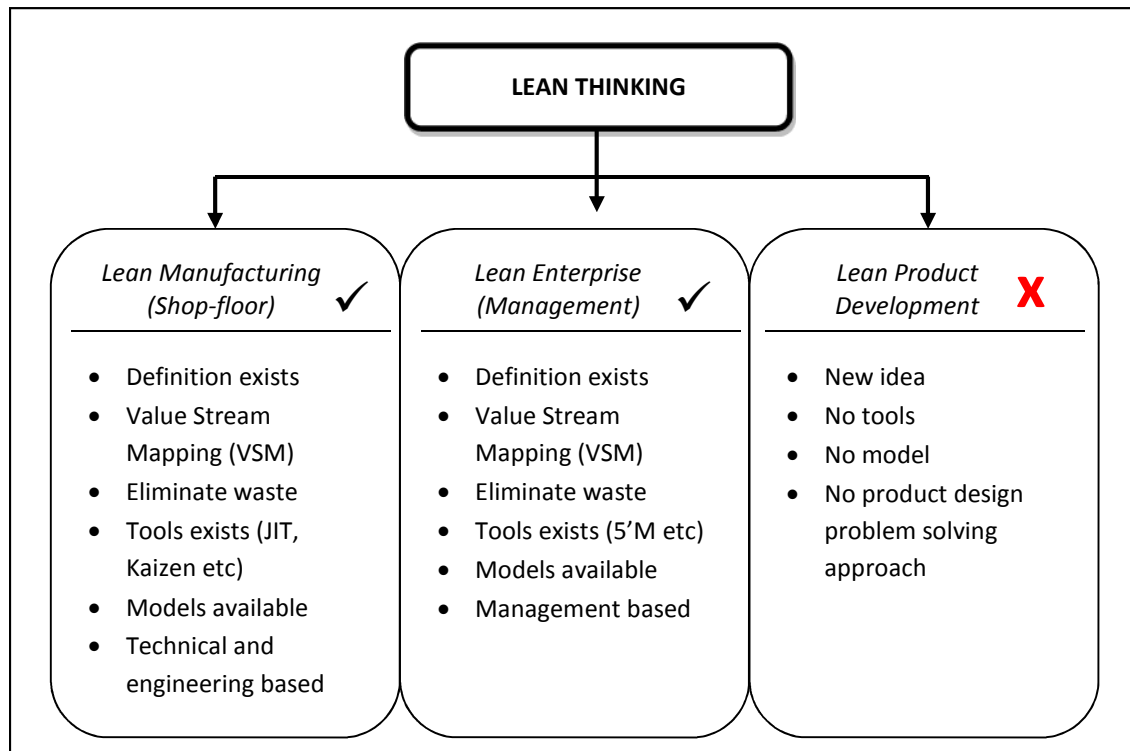 LEAN THINKING
Lean Manufacturing
(Shop-floor)
✓
• Definition exists
• Value Stream
Mapping (VSM)
• Eliminate waste
• Tools exists (JIT,
Kaizen etc)
• Models available
• Technical and
engineering based
Lean Enterprise
(Management)
✓
• Definition exists
• Value Stream
Mapping (VSM)
• Eliminate waste
• Tools exists (5’M etc)
• Models available
• Management based
Lean Product
Development
X
• New idea
• No tools
• No model
• No product design
problem solving
approach